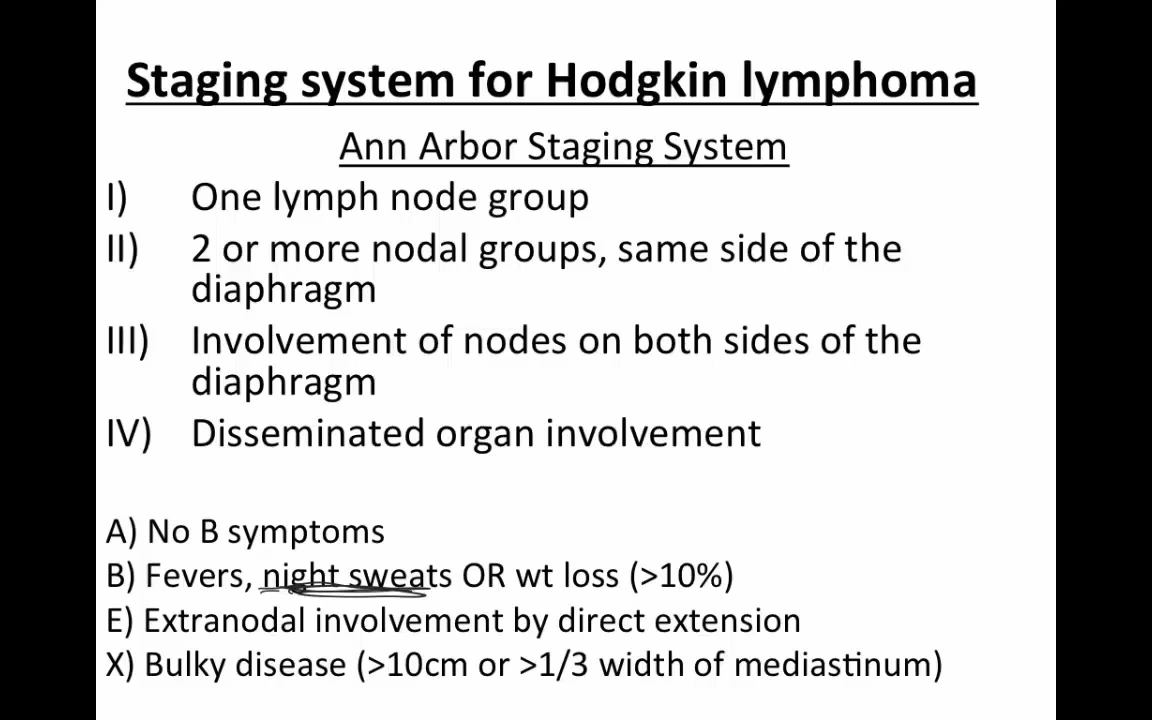 Staging system for Hodgkin lymphoma
Ann Arbor Staging System
I) One lymph node group
II) 2 or more nodal groups, same side of the
diaphragm
III) Involvement of nodes on both sides of the
diaphragm
IV) Disseminated organ involvement
A) No B symptoms
B) Fevers, night sweats OR wt loss (>10%)
E) Extranodal involvement by direct extension
X) Bulky disease (>10cm or >1/3 width of mediastinum)